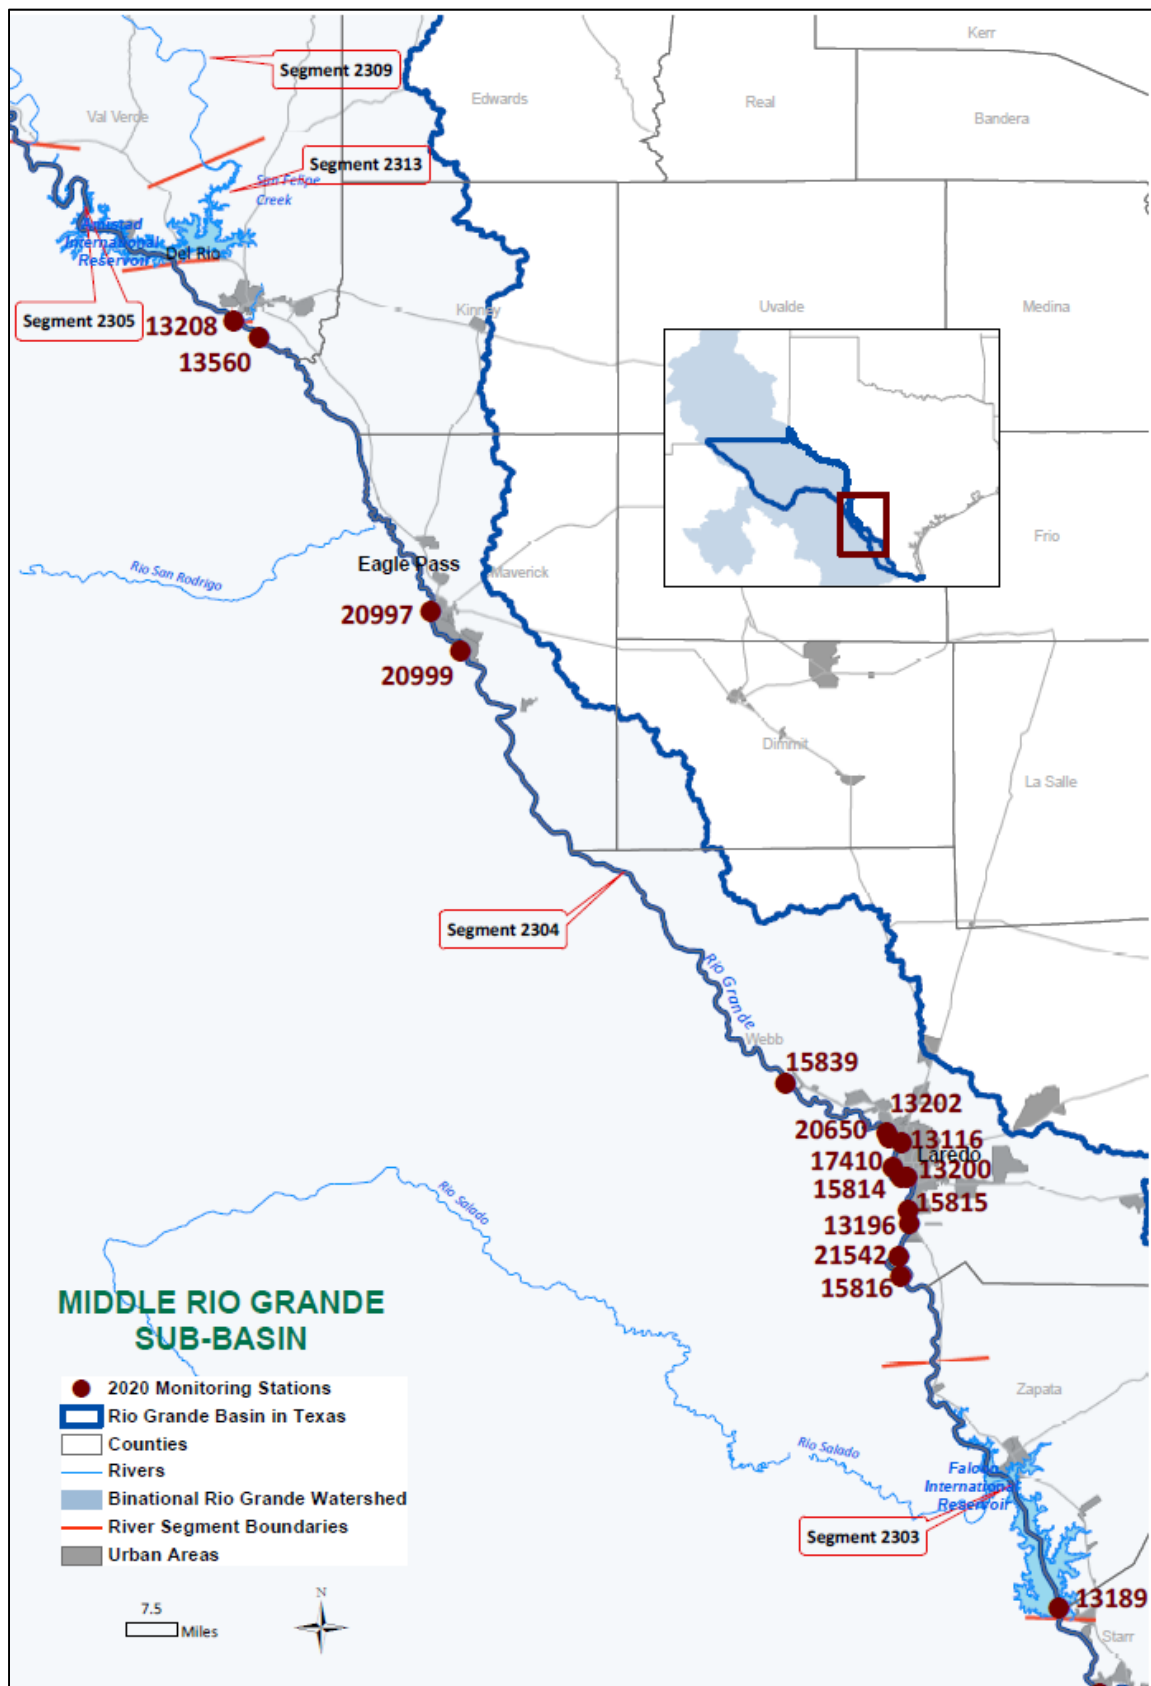 Kerr
Segment 2309
Edwards
Real
Bandera
Val Verde
Segment 2313
San Felipe
Creek
Amistad
International
Reservoir
Del Rio
Segment 2305
13208
13560
Kinney
Uvalde
Medina
Frio
Rio San Rodrigo
Eagle Pass
Maverick
20997
20999
Dimmit
La Salle
Segment 2304
Rio Grande
Webb
15839
13202
20650
13116
Laredo
17410
13200
15814
15815
13196
21542
15816
Rio Salado
MIDDLE RIO GRANDE
SUB-BASIN
2020 Monitoring Stations
Rio Grande Basin in Texas
Counties
Rivers
Binational Rio Grande Watershed
River Segment Boundaries
Urban Areas
7.5
Miles
N
Zapata
Rio Salado
Falcon
International
Reservoir
Segment 2303
13189
Starr